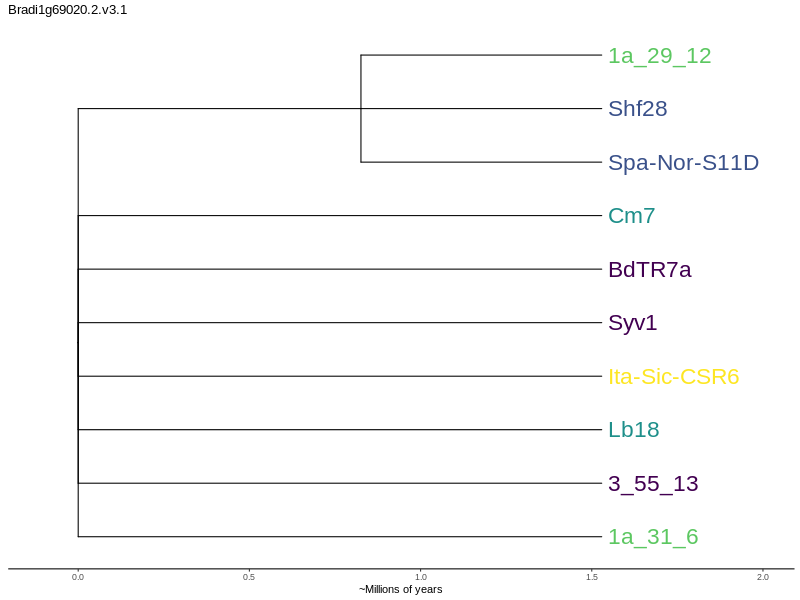 Bradi1g69020.2.v3.1
1a_29_12
Shf28
Spa-Nor-S11D
Cm7
BdTR7a
Syv1
Ita-Sic-CSR6
Lb18
3_55_13
1a_31_6
0.0 0.5 1.0 1.5 2.0
~Millions of years